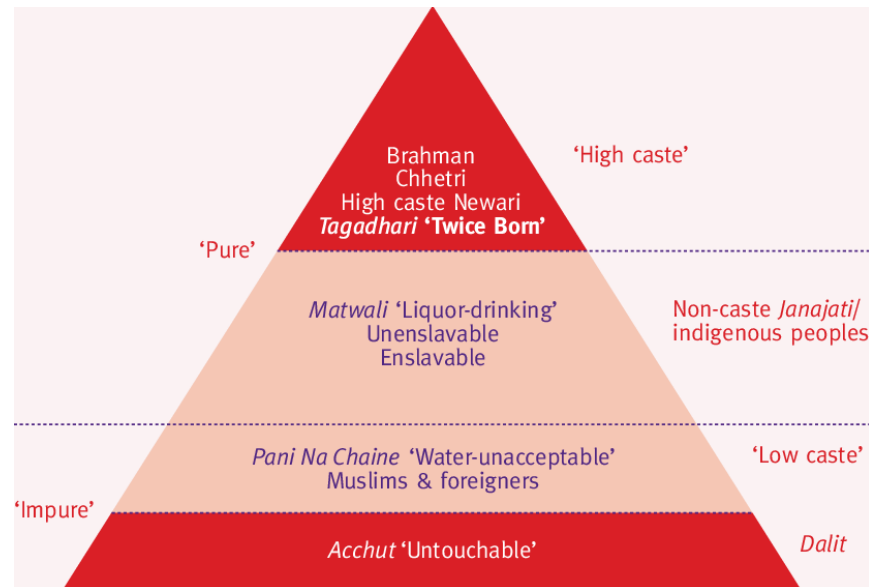 Brahman
Chhetri
High caste Newari
Tagadhari ‘Twice Born’
‘High caste’
‘Pure’
Matwali ‘Liquor-drinking’
Unenslavable
Enslavable
Non-caste Janajati/
indigenous peoples
Pani Na Chaine ‘Water-unacceptable’
Muslims & foreigners
‘Low caste’
‘Impure’
Acchut ‘Untouchable’
Dalit